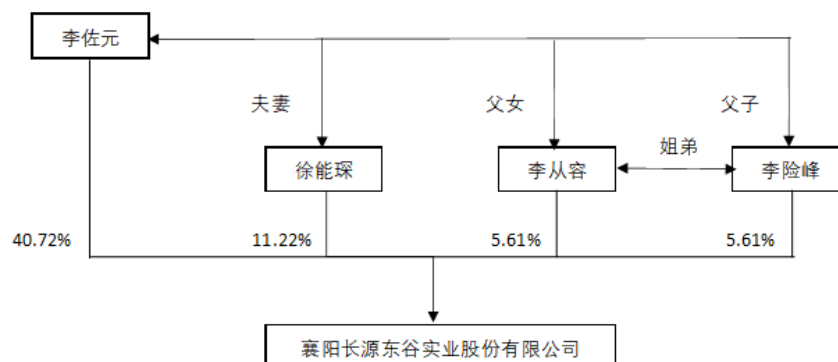 李佐元
夫妻
父女
父子
姐弟
徐能琛
李从容
李险峰
40.72%
11.22%
5.61%
5.61%
襄阳长源东谷实业股份有限公司